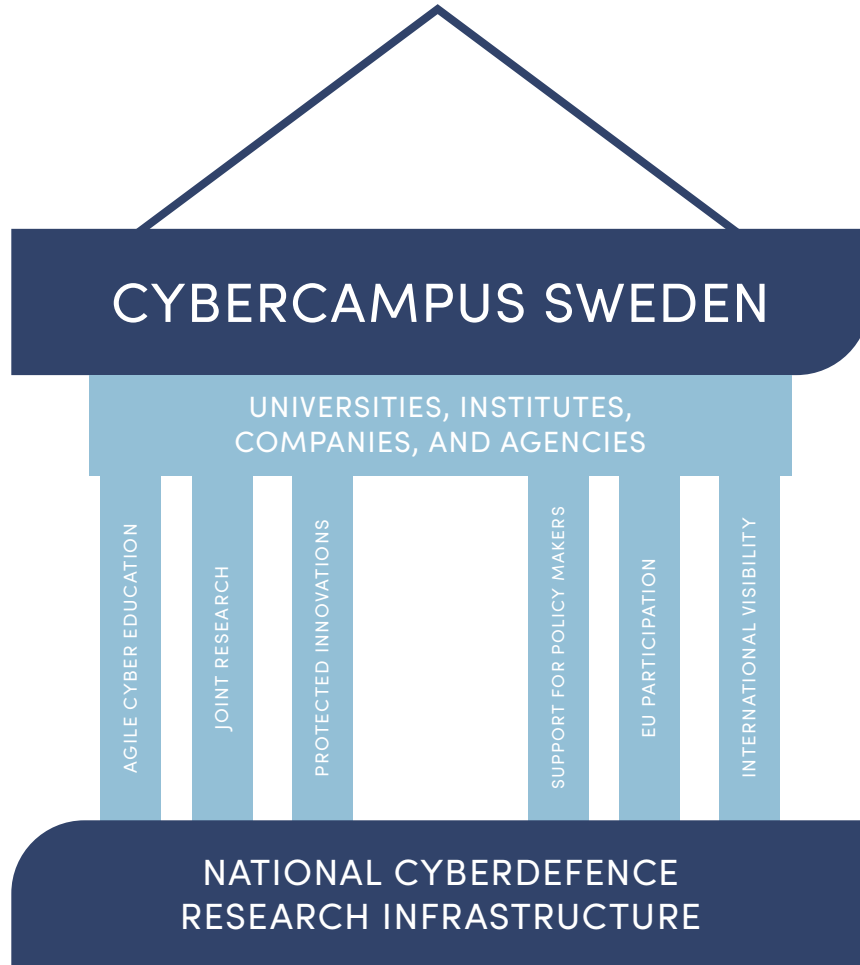 CYBERCAMPUS SWEDEN
UNIVERSITIES, INSTITUTES,
COMPANIES, AND AGENCIES
AGILE CYBER EDUCATION
JOINT RESEARCH
PROTECTED INNOVATIONS
SUPPORT FOR POLICY MAKERS
EU PARTICIPATION
INTERNATIONAL VISIBILITY
NATIONAL CYBERDEFENCE
RESEARCH INFRASTRUCTURE